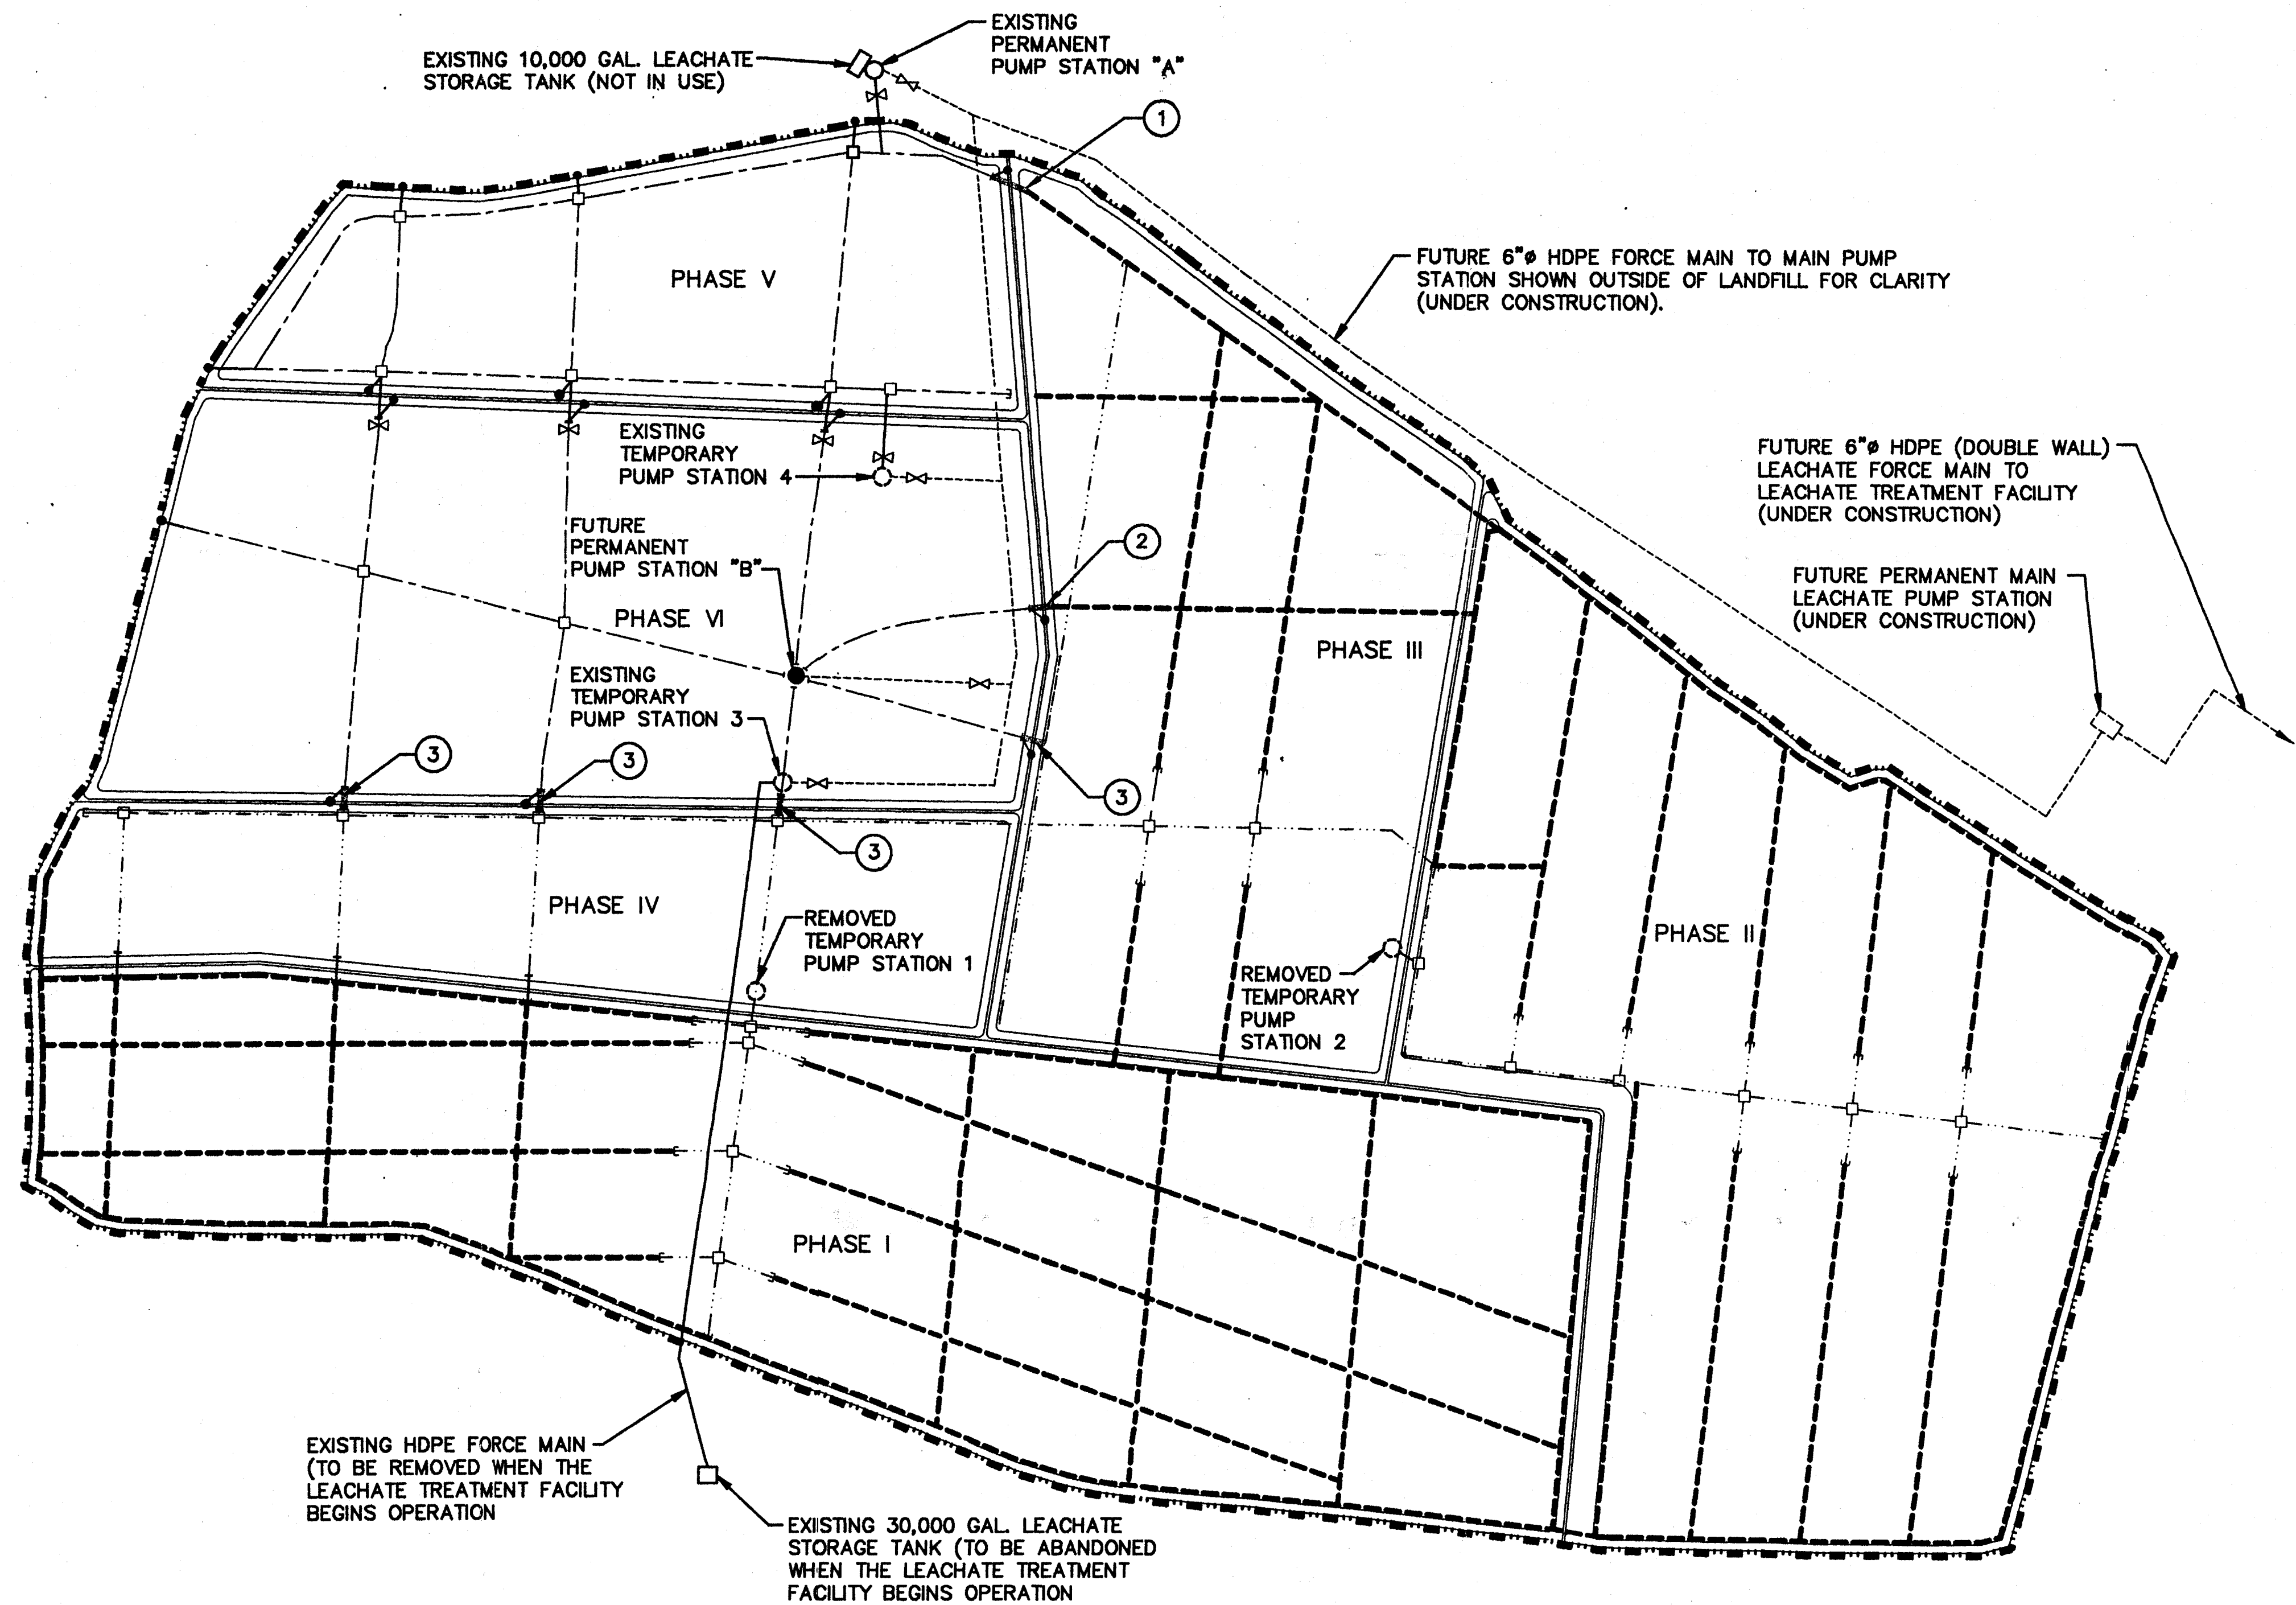 EXISTING
PERMANENT
PUMP STATION "A"
EXISTING 10,000 GAL. LEACHATE
STORAGE TANK (NOT IN USE)
1
PHASE V
FUTURE 6"ø HDPE FORCE MAIN TO MAIN PUMP
STATION SHOWN OUTSIDE OF LANDFILL FOR CLARITY
(UNDER CONSTRUCTION).
EXISTING
TEMPORARY
PUMP STATION 4
FUTURE 6"ø HDPE (DOUBLE WALL)
LEACHATE FORCE MAIN TO
LEACHATE TREATMENT FACILITY
(UNDER CONSTRUCTION)
FUTURE
PERMANENT
PUMP STATION "B"
2
FUTURE PERMANENT MAIN
LEACHATE PUMP STATION
(UNDER CONSTRUCTION)
PHASE VI
PHASE III
EXISTING
TEMPORARY
PUMP STATION 3
3
3
3
3
PHASE IV
REMOVED
TEMPORARY
PUMP STATION 1
PHASE II
REMOVED
TEMPORARY
PUMP
STATION 2
PHASE I
EXISTING HDPE FORCE MAIN
(TO BE REMOVED WHEN THE
LEACHATE TREATMENT FACILITY
BEGINS OPERATION
EXISTING 30,000 GAL. LEACHATE
STORAGE TANK (TO BE ABANDONED
WHEN THE LEACHATE TREATMENT
FACILITY BEGINS OPERATION